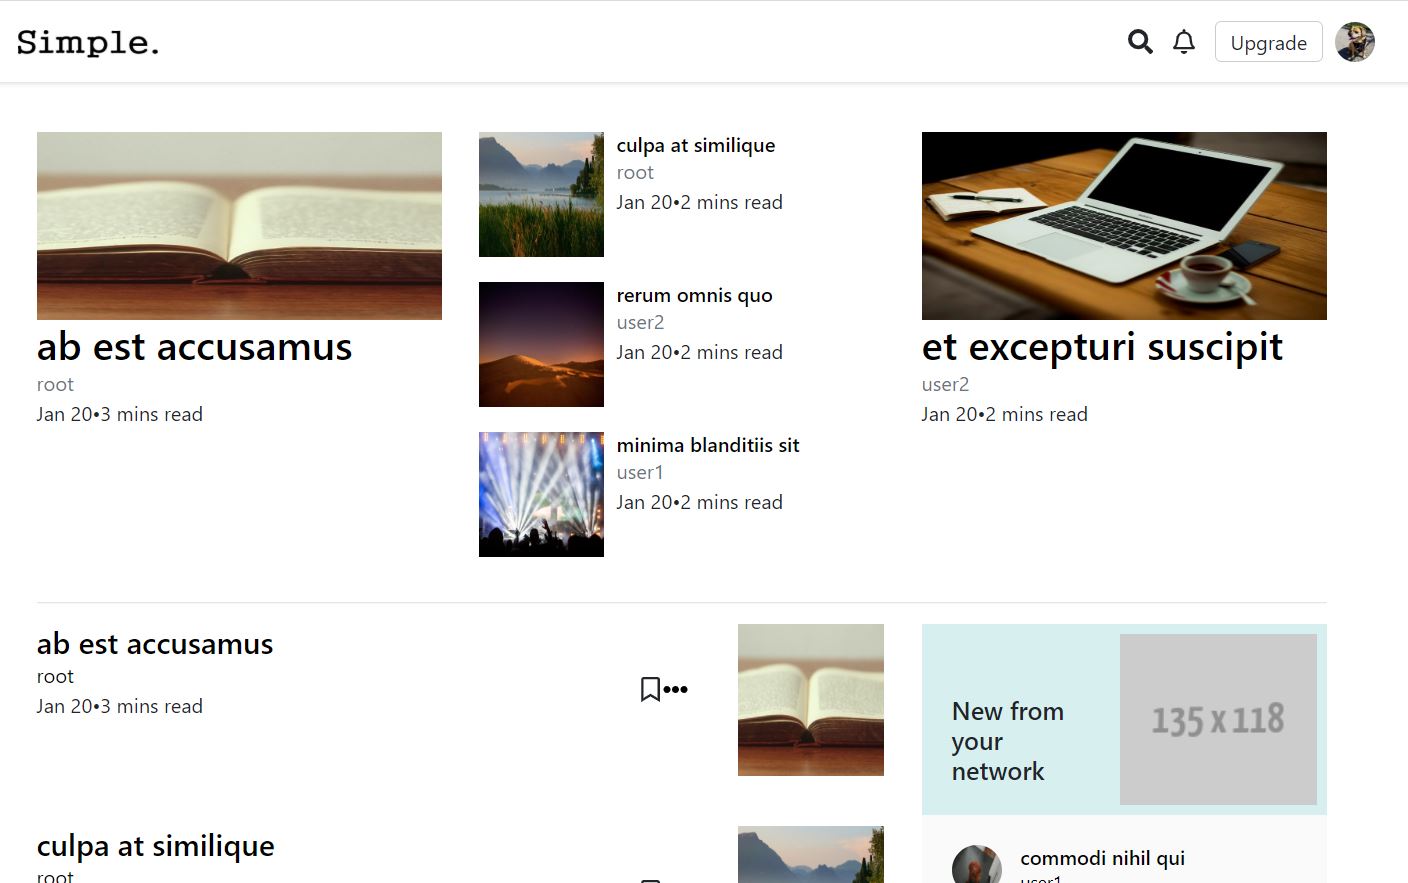 Simple.
Upgrade
ab est accusamus
root
Jan 20•3 mins read
culpa at similique
root
Jan 20•2 mins read
rerum omnis quo
user2
Jan 20•2 mins read
minima blanditiis sit
user1
Jan 20•2 mins read
et excepturi suscipit
user2
Jan 20•2 mins read
ab est accusamus
root
Jan 20•3 mins read
culpa at similique
root
New from
your
network
135 x 118
commodi nihil qui
user1